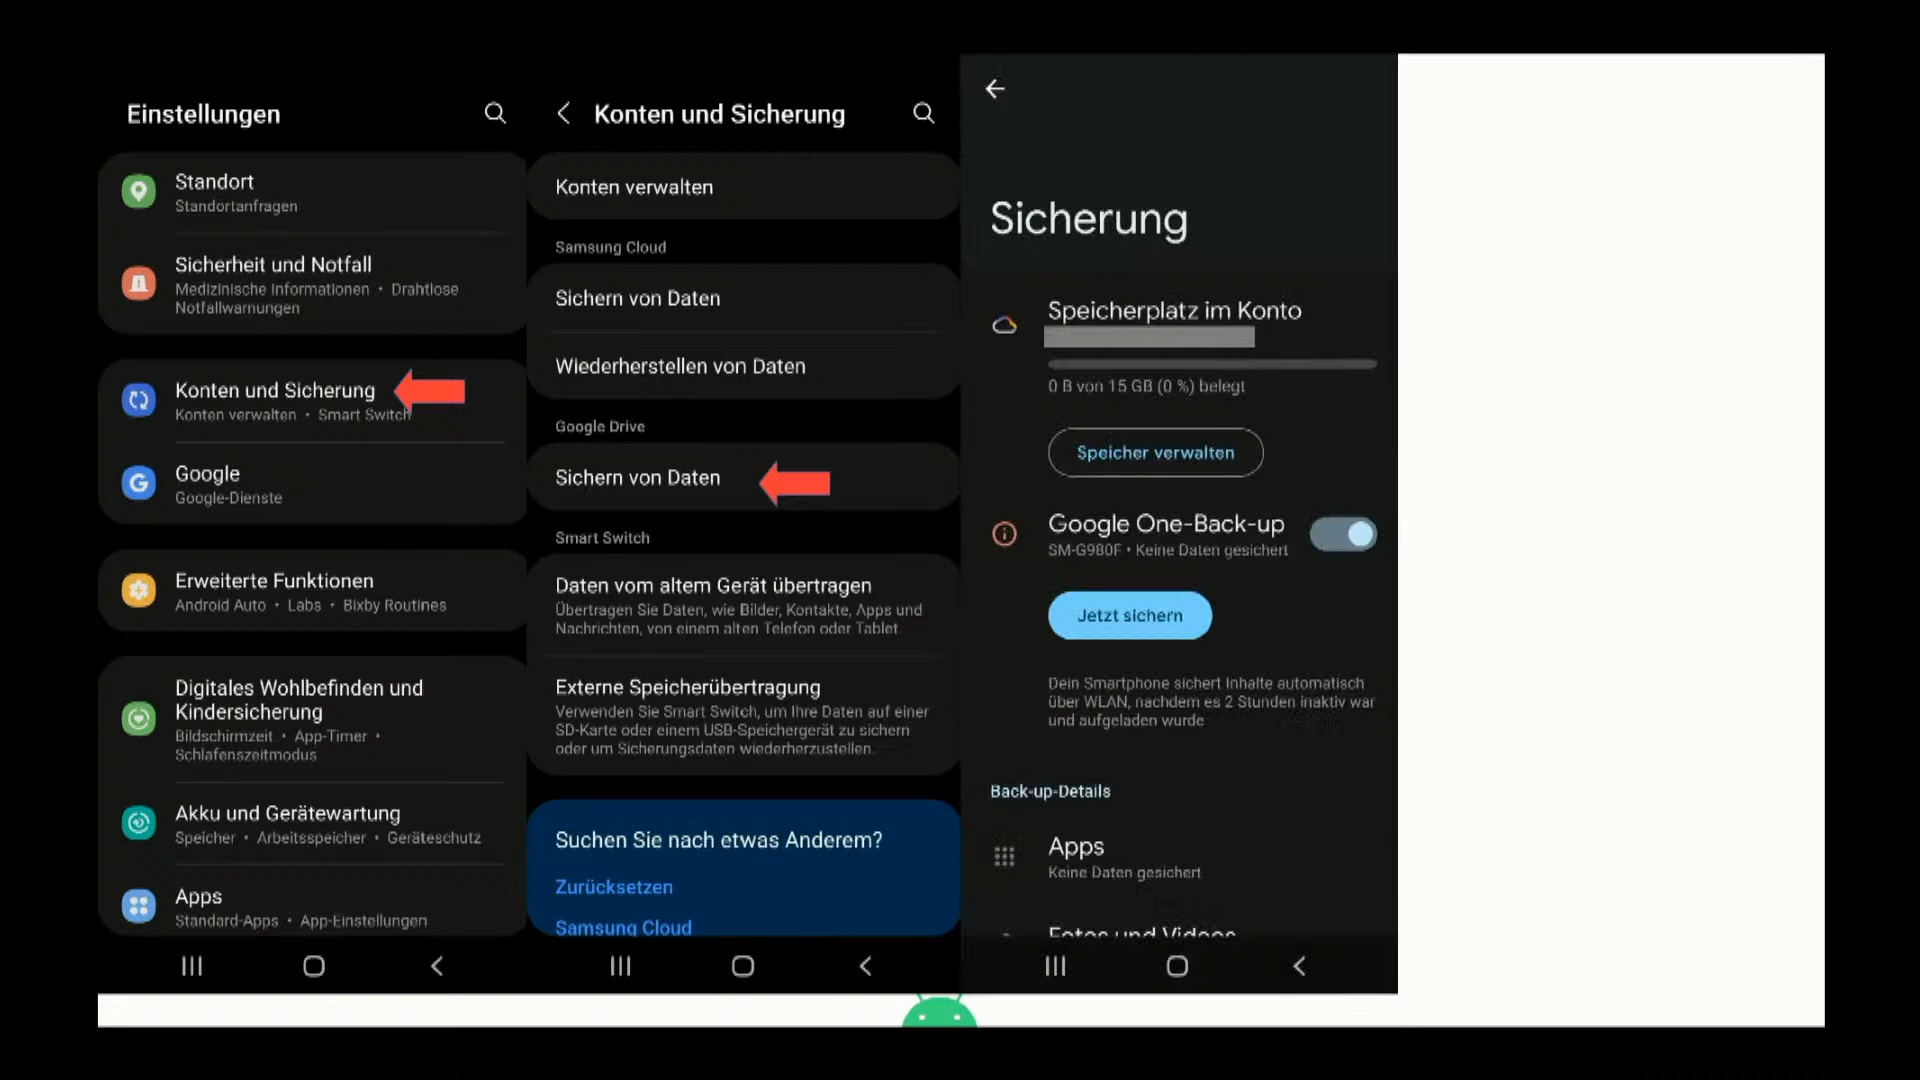 Einstellungen
Standort
Standortanfragen
Sicherheit und Notfall
Medizinische Informationen • Drahtlose
Notfallwarnungen
Konten und Sicherung
Konten verwalten • Smart Switch
Google
Google-Dienste
Erweiterte Funktionen
Android Auto • Labs • Bixby Routines
Digitales Wohlbefinden und
Kindersicherung
Bildschirmzeit • App-Timer •
Schlafenszeitmodus
Akku und Gerätewartung
Speicher • Arbeitsspeicher • Geräteschutz
Apps
Standard-Apps • App-Einstellungen
Konten und Sicherung
Konten verwalten
Samsung Cloud
Sichern von Daten
Wiederherstellen von Daten
Google Drive
Sichern von Daten
Smart Switch
Daten vom altem Gerät übertragen
Übertragen Sie Daten, wie Bilder, Kontakte, Apps und
Nachrichten, von einem alten Telefon oder Tablet.
Externe Speicherübertragung
Verwenden Sie Smart Switch, um Ihre Daten auf einer
SD-Karte oder einem USB-Speichergerät zu sichern
oder um Sicherungsdaten wiederherzustellen.
Suchen Sie nach etwas Anderem?
Zurücksetzen
Samsung Cloud
Sicherung
Speicherplatz im Konto
0 B von 15 GB (0 %) belegt
Speicher verwalten
Google One-Back-up
SM-G980F • Keine Daten gesichert
Jetzt sichern
Dein Smartphone sichert Inhalte automatisch
über WLAN, nachdem es 2 Stunden inaktiv war
und aufgeladen wurde
Back-up-Details
Apps
Keine Daten gesichert
Fotos und Videos